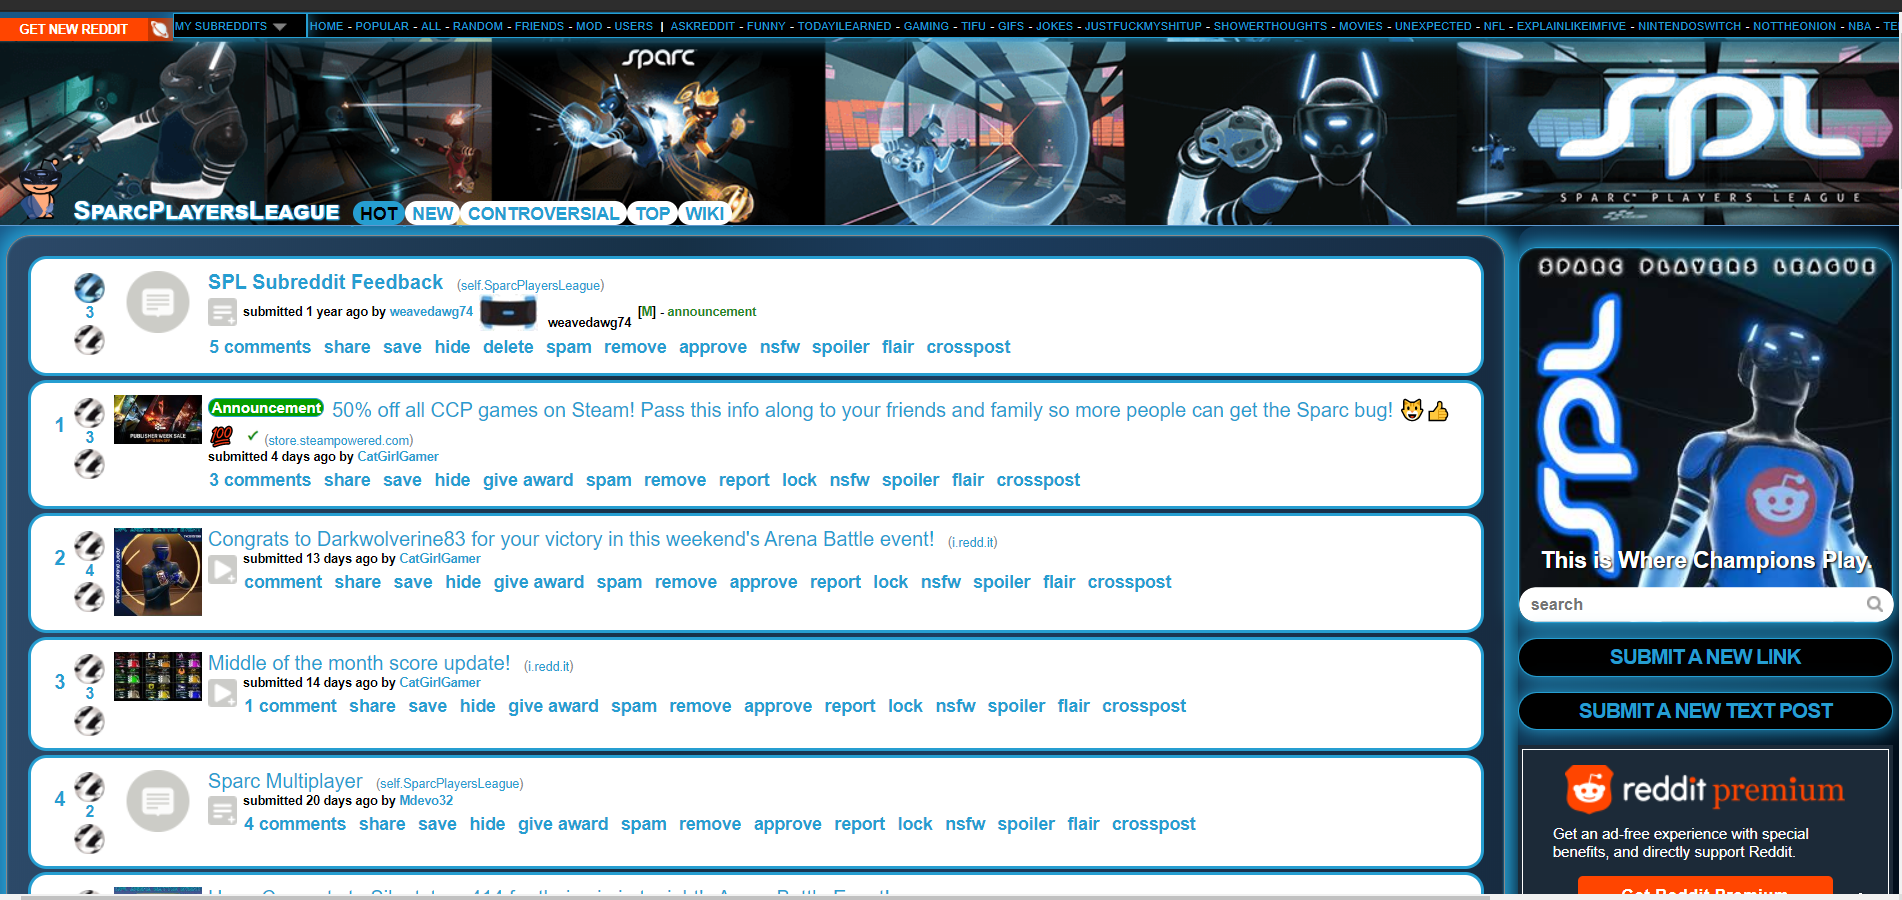 GET NEW REDDIT MY SUBREDDITS HOME - POPULAR - ALL - RANDOM - FRIENDS - MOD - USERS | ASKREDDIT - FUNNY - TODAYILEARNED - GAMING - TIFU - GIFS - JOKES - JUSTFUCKMYSHITUP - SHOWERTHOUGHTS - MOVIES - UNEXPECTED - NFL - EXPLAINLIKEIMFIVE - NINTENDOSWITCH - NOTTHEONION - NBA - TE
sparc
SPL
SPARC PLAYERS LEAGUE
SPARCPLAYERSLEAGUE HOT NEW CONTROVERSIAL TOP WIKI
SPL Subreddit Feedback (self.SparcPlayersLeague)
3
submitted 1 year ago by weavedawg74 weavedawg74 [M] - announcement
5 comments share save hide delete spam remove approve nsfw spoiler flair crosspost
1
3
PUBLISHER WEEK SALE
Announcement 50% off all CCP games on Steam! Pass this info along to your friends and family so more people can get the Sparc bug! 😺👍
💯 ✔ (store.steampowered.com)
submitted 4 days ago by CatGirlGamer
3 comments share save hide give award spam remove report lock nsfw spoiler flair crosspost
2
4
Congrats to Darkwolverine83 for your victory in this weekend's Arena Battle event! (i.redd.it)
submitted 13 days ago by CatGirlGamer
comment share save hide give award spam remove approve report lock nsfw spoiler flair crosspost
3
3
Middle of the month score update! (i.redd.it)
submitted 14 days ago by CatGirlGamer
1 comment share save hide give award spam remove approve report lock nsfw spoiler flair crosspost
4
2
Sparc Multiplayer (self.SparcPlayersLeague)
submitted 20 days ago by Mdevo32
4 comments share save hide give award spam remove approve report lock nsfw spoiler flair crosspost
SPARC PLAYERS LEAGUE
SPL
This is Where Champions Play.
search
SUBMIT A NEW LINK
SUBMIT A NEW TEXT POST
reddit premium
Get an ad-free experience with special
benefits, and directly support Reddit.
Get Reddit Premium